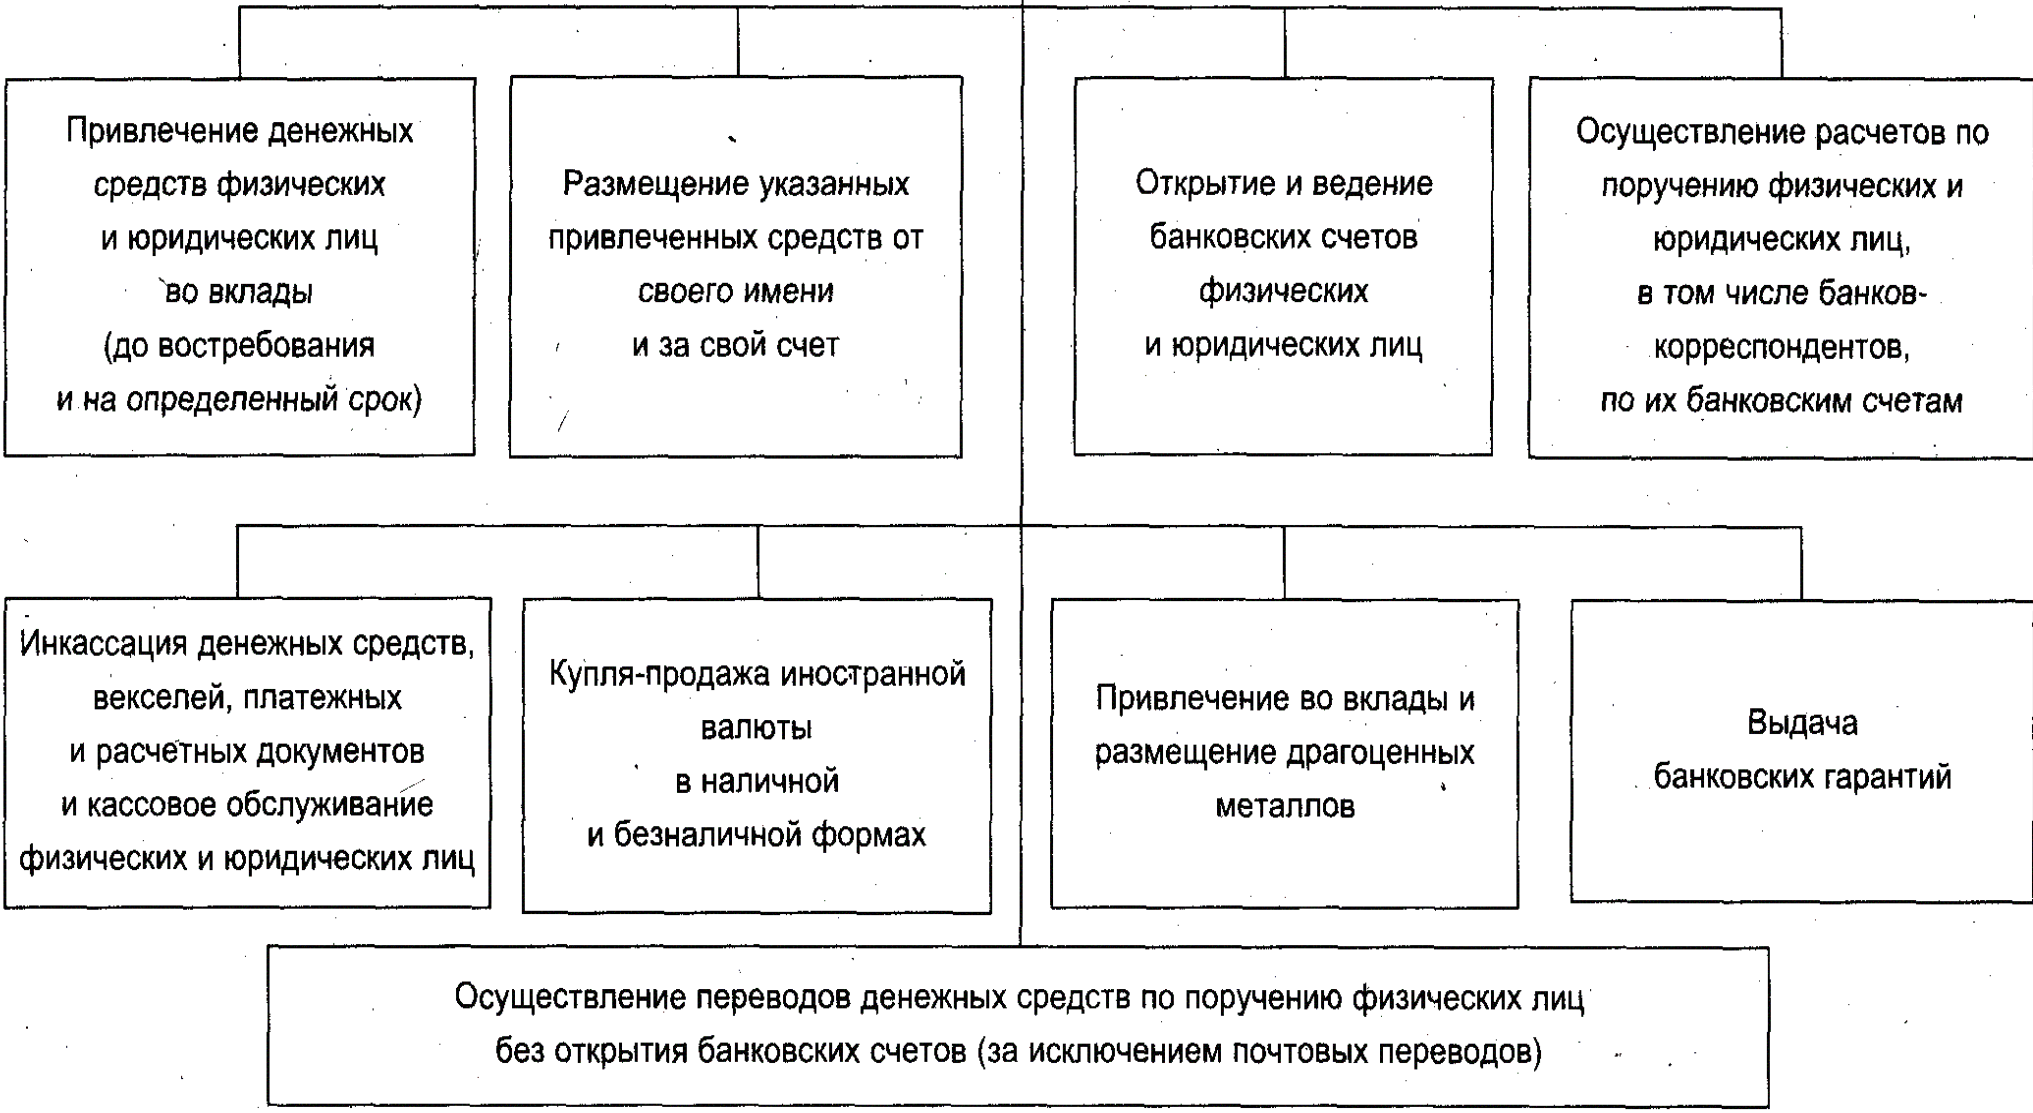 Привлечение денежных
средств физических
и юридических лиц
во вклады
(до востребования
и на определенный срок)
Размещение указанных
привлеченных средств от
своего имени
и за свой счет
Открытие и ведение
банковских счетов
физических
и юридических лиц
Осуществление расчетов по
поручению физических и
юридических лиц,
в том числе банков-
корреспондентов,
по их банковским счетам
Инкассация денежных средств,
векселей, платежных
и расчетных документов
и кассовое обслуживание
физических и юридических лиц
Купля-продажа иностранной
валюты
в наличной
и безналичной формах
Привлечение во вклады и
размещение драгоценных
металлов
Выдача
банковских гарантий
Осуществление переводов денежных средств по поручению физических лиц
без открытия банковских счетов (за исключением почтовых переводов)